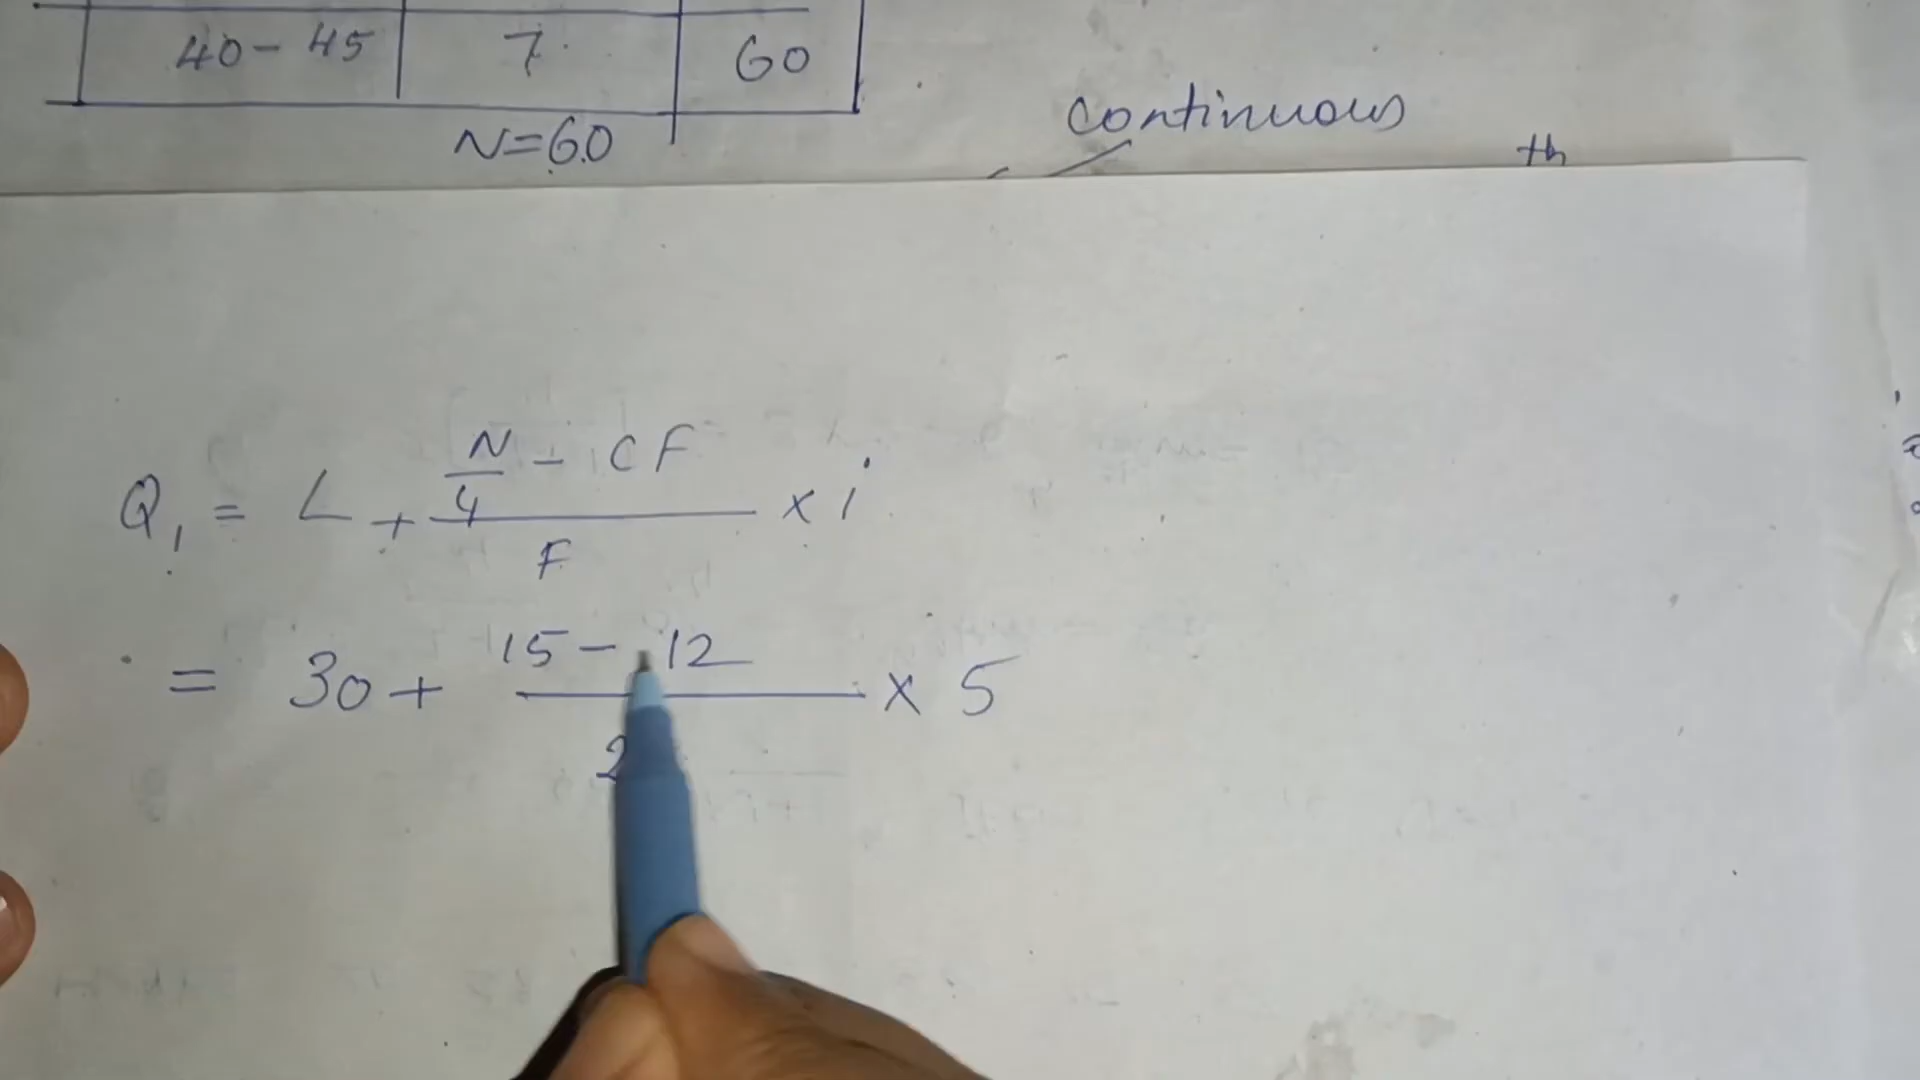 40-45 7 60
N=60
continuous
th
Q1 = L + N/4 - CF / F × i
= 30 + 15 - 12 / 2 × 5